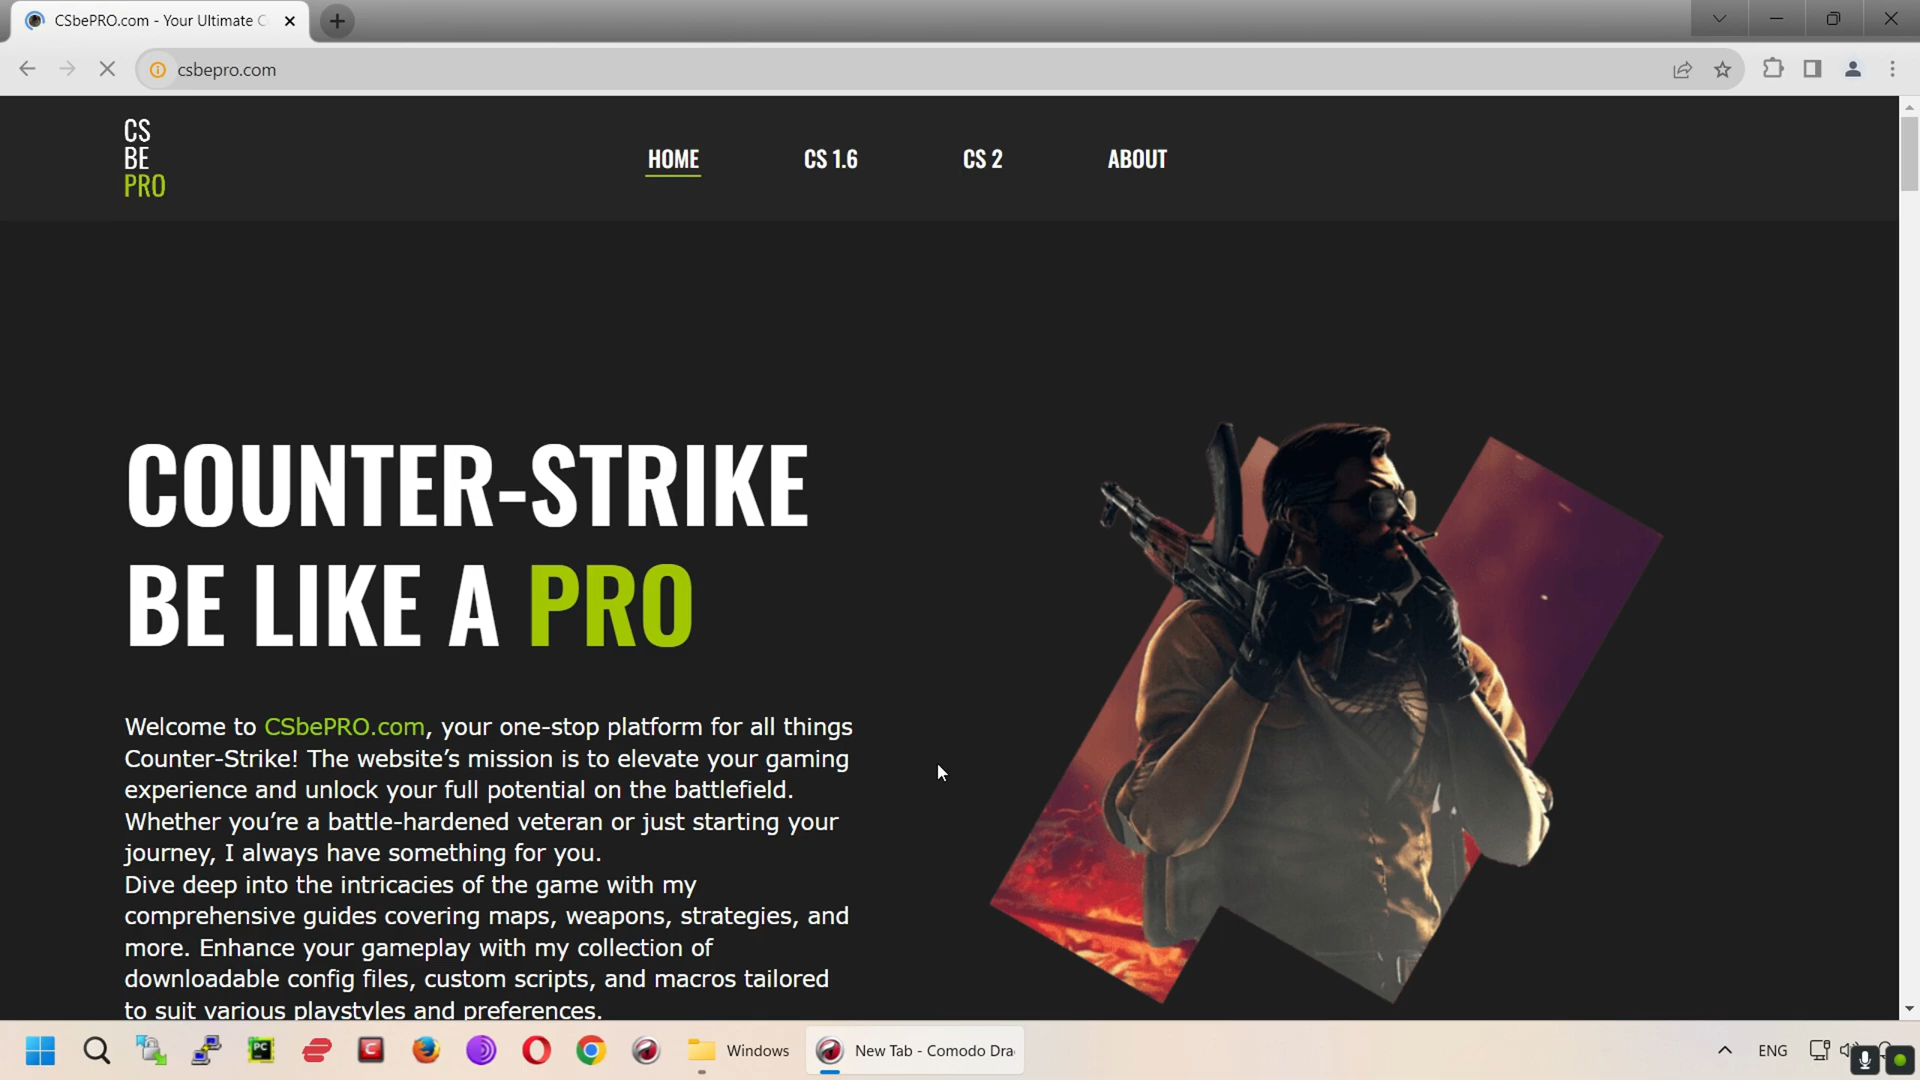 CSbePRO.com - Your Ultimate C
csbepro.com
CS
BE
PRO
HOME
CS 1.6
CS 2
ABOUT
COUNTER-STRIKE
BE LIKE A PRO
Welcome to CSbePRO.com, your one-stop platform for all things
Counter-Strike! The website’s mission is to elevate your gaming
experience and unlock your full potential on the battlefield.
Whether you’re a battle-hardened veteran or just starting your
journey, I always have something for you.
Dive deep into the intricacies of the game with my
comprehensive guides covering maps, weapons, strategies, and
more. Enhance your gameplay with my collection of
downloadable config files, custom scripts, and macros tailored
to suit various playstyles and preferences.
PC
C
Windows
New Tab - Comodo Dra
ENG